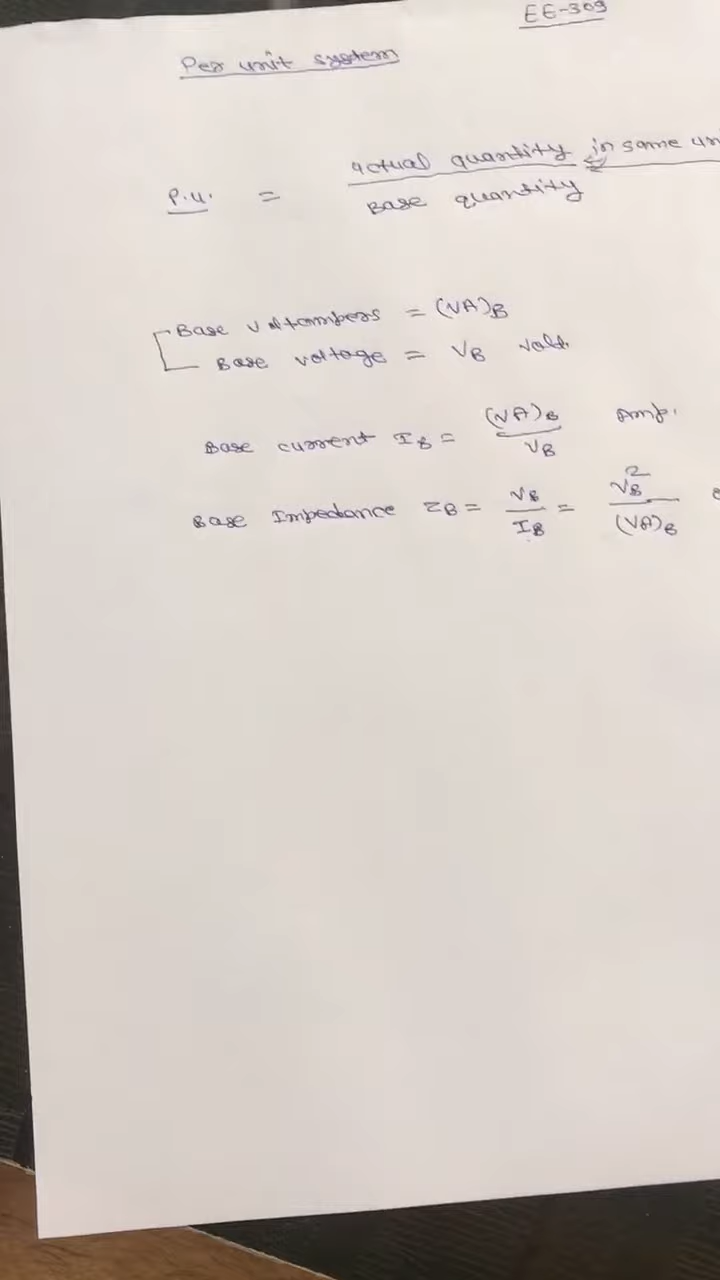 EE-309
Per unit system
P.U. = actual quantity / Base quantity in same un
Base voltampers = (VA)B
Base voltage = VB Volt.
Base current IB = (VA)B / VB Amp.
Base Impedance ZB = VB / IB = VB² / (VA)B